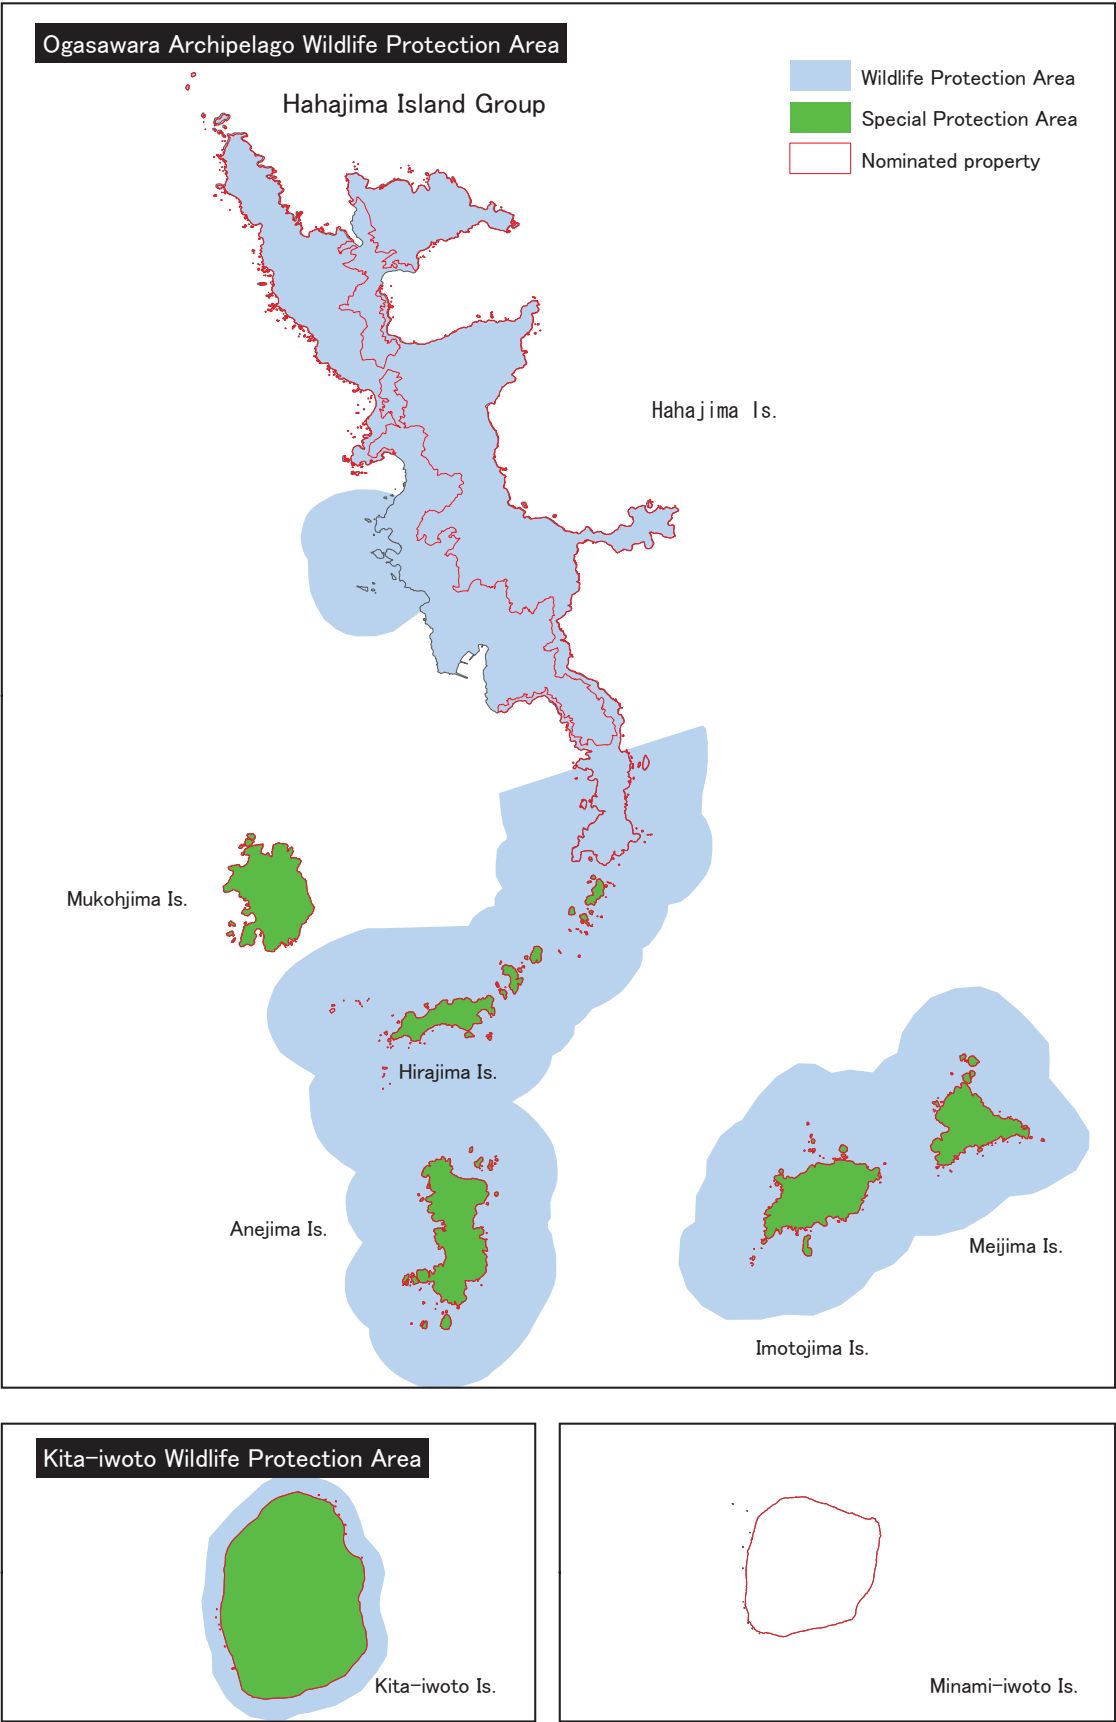 Ogasawara Archipelago Wildlife Protection Area
Hahajima Island Group
Wildlife Protection Area
Special Protection Area
Nominated property
Hahajima Is.
Mukohjima Is.
Hirajima Is.
Anejima Is.
Meijima Is.
Imotojima Is.
Kita-iwoto Wildlife Protection Area
Kita-iwoto Is.
Minami-iwoto Is.